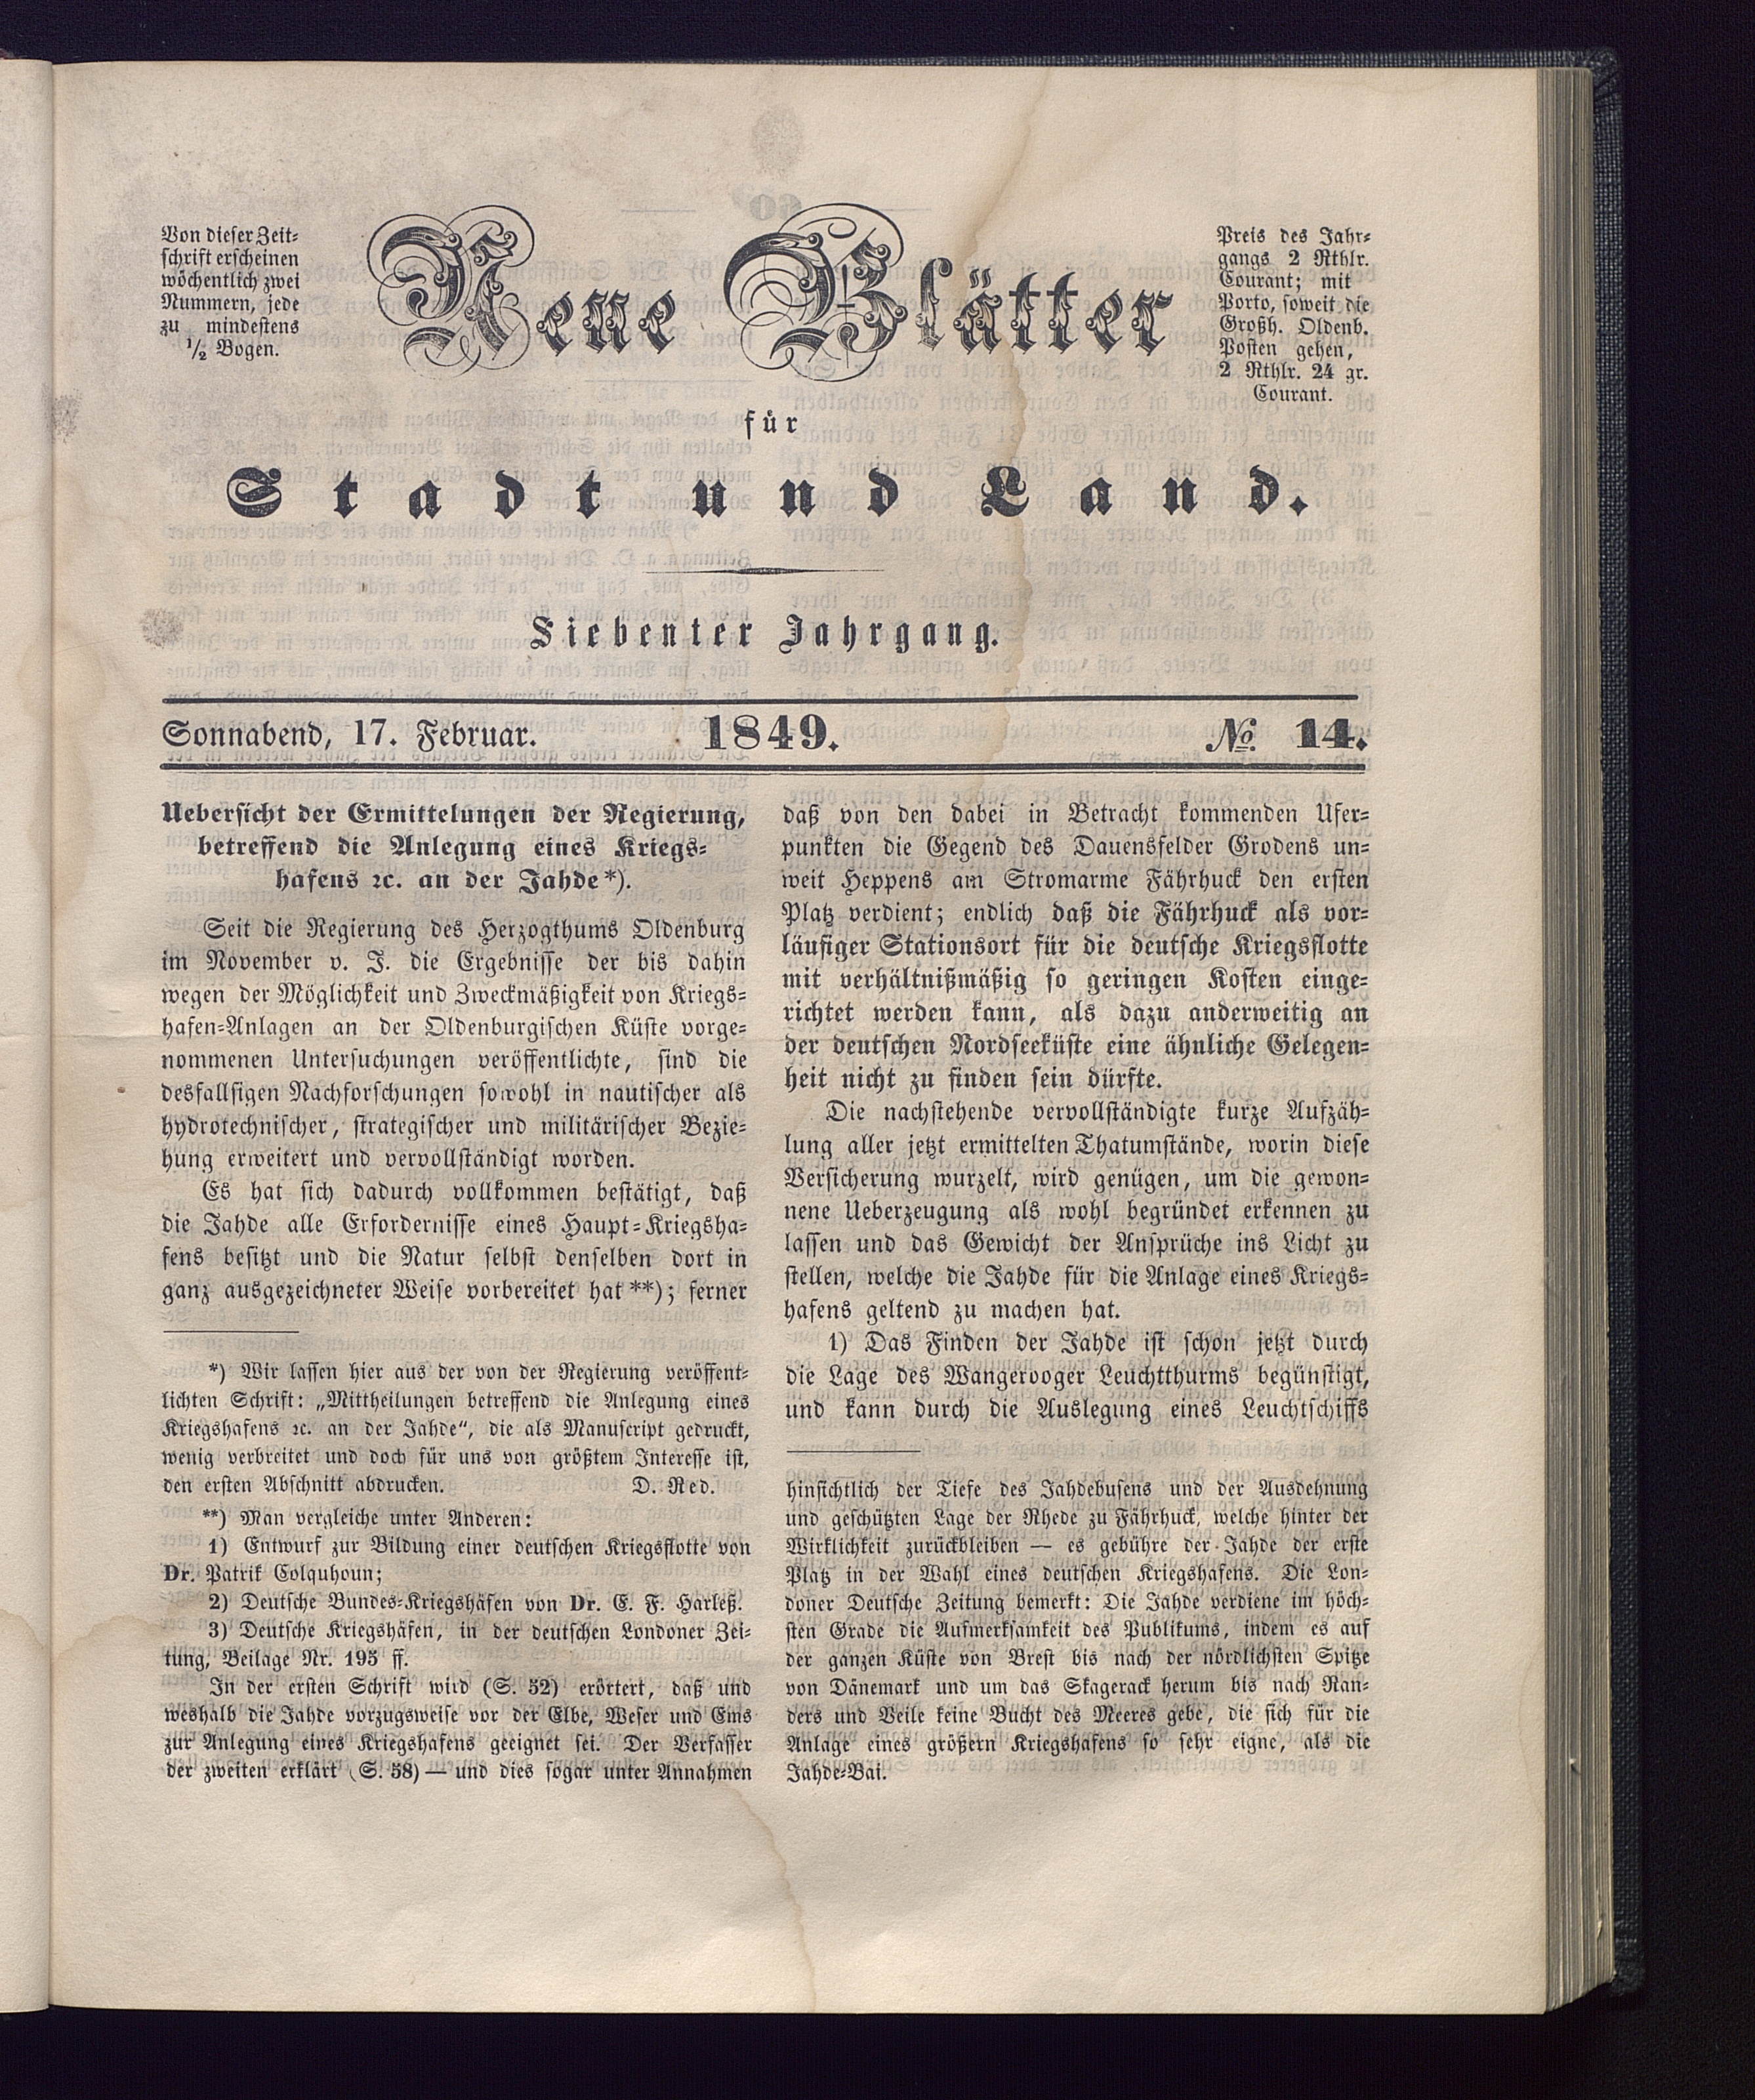 Von dieser Zeit-
schrift erscheinen
wöchentlich zwei
Nummern, jede
zu mindestens
1/2 Bogen.
Neue Blätter
Preis des Jahr-
gangs 2 Rthlr.
Courant; mit
Porto, soweit die
Großh. Oldenb.
Posten gehen,
2 Rthlr. 24 gr.
Courant.
für
Stadt und Land.
Siebenter Jahrgang.
Sonnabend, 17. Februar. 1849. No. 14.
Uebersicht der Ermittelungen der Regierung,
betreffend die Anlegung eines Kriegs-
hafens ꝛc. an der Jahde*).
Seit die Regierung des Herzogthums Oldenburg
im November v. J. die Ergebnisse der bis dahin
wegen der Möglichkeit und Zweckmäßigkeit von Kriegs-
hafen-Anlagen an der Oldenburgischen Küste vorge-
nommenen Untersuchungen veröffentlichte, sind die
desfallsigen Nachforschungen sowohl in nautischer als
hydrotechnischer, strategischer und militärischer Bezie-
hung erweitert und vervollständigt worden.
Es hat sich dadurch vollkommen bestätigt, daß
die Jahde alle Erfordernisse eines Haupt-Kriegsha-
fens besitzt und die Natur selbst denselben dort in
ganz ausgezeichneter Weise vorbereitet hat**); ferner
*) Wir lassen hier aus der von der Regierung veröffent-
lichten Schrift: „Mittheilungen betreffend die Anlegung eines
Kriegshafens ꝛc. an der Jahde“, die als Manuscript gedruckt,
wenig verbreitet und doch für uns von größtem Interesse ist,
den ersten Abschnitt abdrucken. D. Red.
**) Man vergleiche unter Anderen:
1) Entwurf zur Bildung einer deutschen Kriegsflotte von
Dr. Patrik Colquhoun;
2) Deutsche Bundes-Kriegshäfen von Dr. E. F. Harleß.
3) Deutsche Kriegshäfen, in der deutschen Londoner Zei-
tung, Beilage Nr. 195 ff.
In der ersten Schrift wird (S. 52) erörtert, daß und
weshalb die Jahde vorzugsweise vor der Elbe, Weser und Ems
zur Anlegung eines Kriegshafens geeignet sei. Der Verfasser
der zweiten erklärt (S. 58) — und dies sogar unter Annahmen
daß von den dabei in Betracht kommenden Ufer-
punkten die Gegend des Dauensfelder Grodens un-
weit Heppens am Stromarme Fährhuck den ersten
Platz verdient; endlich daß die Fährhuck als vor-
läufiger Stationsort für die deutsche Kriegsflotte
mit verhältnißmäßig so geringen Kosten einge-
richtet werden kann, als dazu anderweitig an
der deutschen Nordseeküste eine ähnliche Gelegen-
heit nicht zu finden sein dürfte.
Die nachstehende vervollständigte kurze Aufzäh-
lung aller jetzt ermittelten Thatumstände, worin diese
Versicherung wurzelt, wird genügen, um die gewon-
nene Ueberzeugung als wohl begründet erkennen zu
lassen und das Gewicht der Ansprüche ins Licht zu
stellen, welche die Jahde für die Anlage eines Kriegs-
hafens geltend zu machen hat.
1) Das Finden der Jahde ist schon jetzt durch
die Lage des Wangerooger Leuchtthurms begünstigt,
und kann durch die Auslegung eines Leuchtschiffs
hinsichtlich der Tiefe des Jahdebusens und der Ausdehnung
und geschützten Lage der Rhede zu Fährhuck, welche hinter der
Wirklichkeit zurückbleiben — es gebühre der Jahde der erste
Platz in der Wahl eines deutschen Kriegshafens. Die Lon-
doner Deutsche Zeitung bemerkt: Die Jahde verdiene im höch-
sten Grade die Aufmerksamkeit des Publikums, indem es auf
der ganzen Küste von Brest bis nach der nördlichsten Spitze
von Dänemark und um das Skagerack herum bis nach Ran-
ders und Veile keine Bucht des Meeres gebe, die sich für die
Anlage eines größern Kriegshafens so sehr eigne, als die
Jahde-Bai.